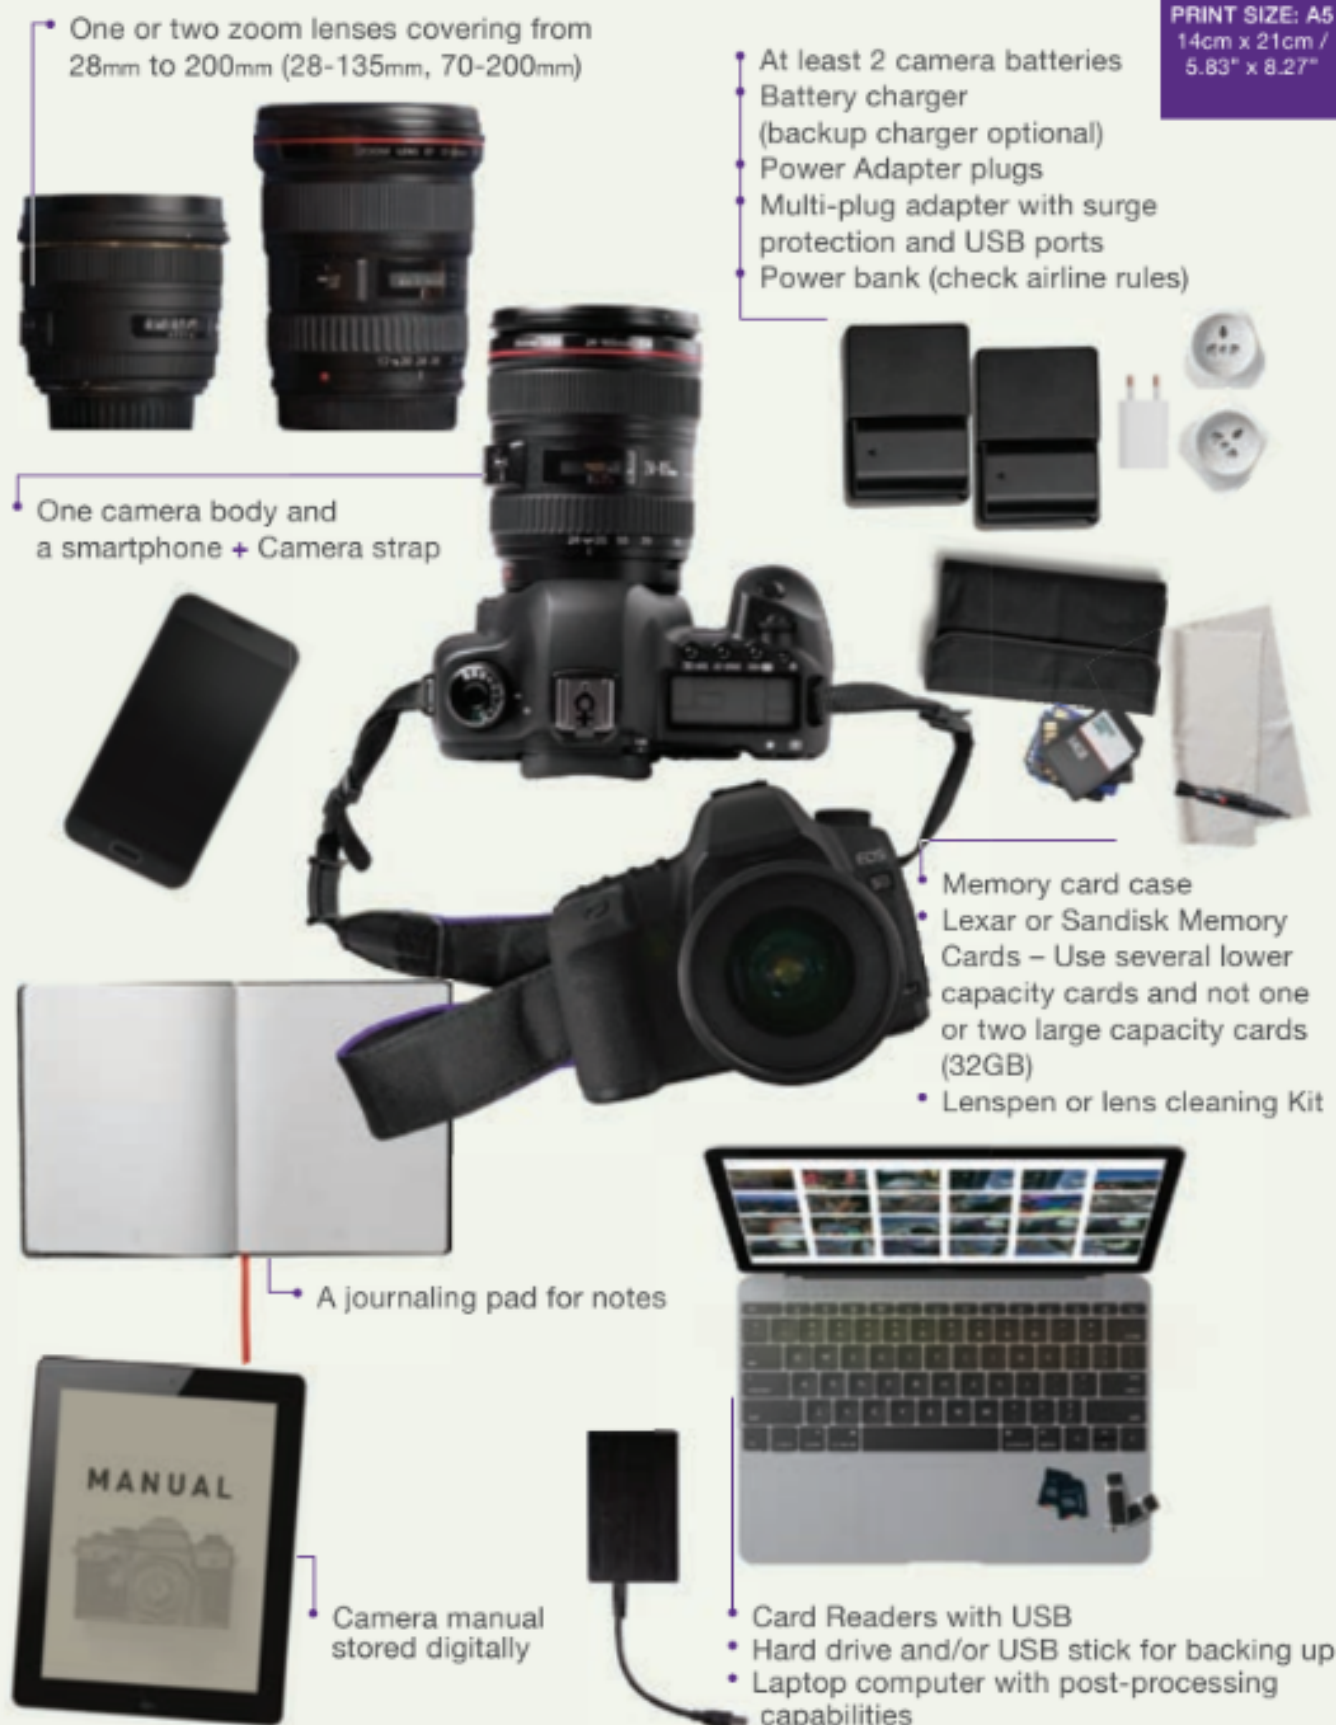 One or two zoom lenses covering from
28mm to 200mm (28-135mm, 70-200mm)
PRINT SIZE: A5
14cm x 21cm /
5.83" x 8.27"
At least 2 camera batteries
Battery charger
(backup charger optional)
Power Adapter plugs
Multi-plug adapter with surge
protection and USB ports
Power bank (check airline rules)
One camera body and
a smartphone + Camera strap
EOS
5D
Memory card case
Lexar or Sandisk Memory
Cards – Use several lower
capacity cards and not one
or two large capacity cards
(32GB)
Lenspen or lens cleaning Kit
A journaling pad for notes
MANUAL
Camera manual
stored digitally
Card Readers with USB
Hard drive and/or USB stick for backing up
Laptop computer with post-processing
capabilities